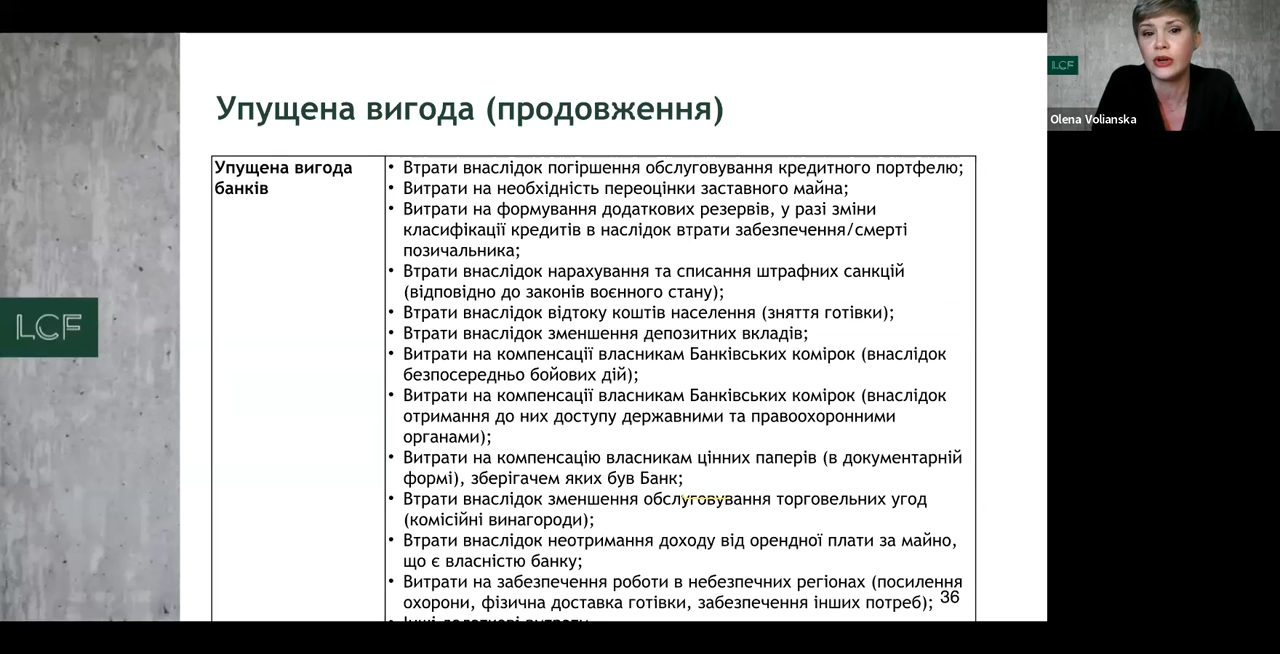 Упущена вигода (продовження)
Упущена вигода
банків
• Втрати внаслідок погіршення обслуговування кредитного портфелю;
• Витрати на необхідність переоцінки заставного майна;
• Витрати на формування додаткових резервів, у разі зміни
класифікації кредитів в наслідок втрати забезпечення/смерті
позичальника;
• Втрати внаслідок нарахування та списання штрафних санкцій
(відповідно до законів воєнного стану);
• Втрати внаслідок відтоку коштів населення (зняття готівки);
• Втрати внаслідок зменшення депозитних вкладів;
• Витрати на компенсації власникам Банківських комірок (внаслідок
безпосередньо бойових дій);
• Витрати на компенсації власникам Банківських комірок (внаслідок
отримання до них доступу державними та правоохоронними
органами);
• Витрати на компенсацію власникам цінних паперів (в документарній
формі), зберігачем яких був Банк;
• Втрати внаслідок зменшення обслуговування торговельних угод
(комісійні винагороди);
• Втрати внаслідок неотримання доходу від орендної плати за майно,
що є власністю банку;
• Витрати на забезпечення роботи в небезпечних регіонах (посилення
охорони, фізична доставка готівки, забезпечення інших потреб);
36
LCF
LCF
Olena Volianska